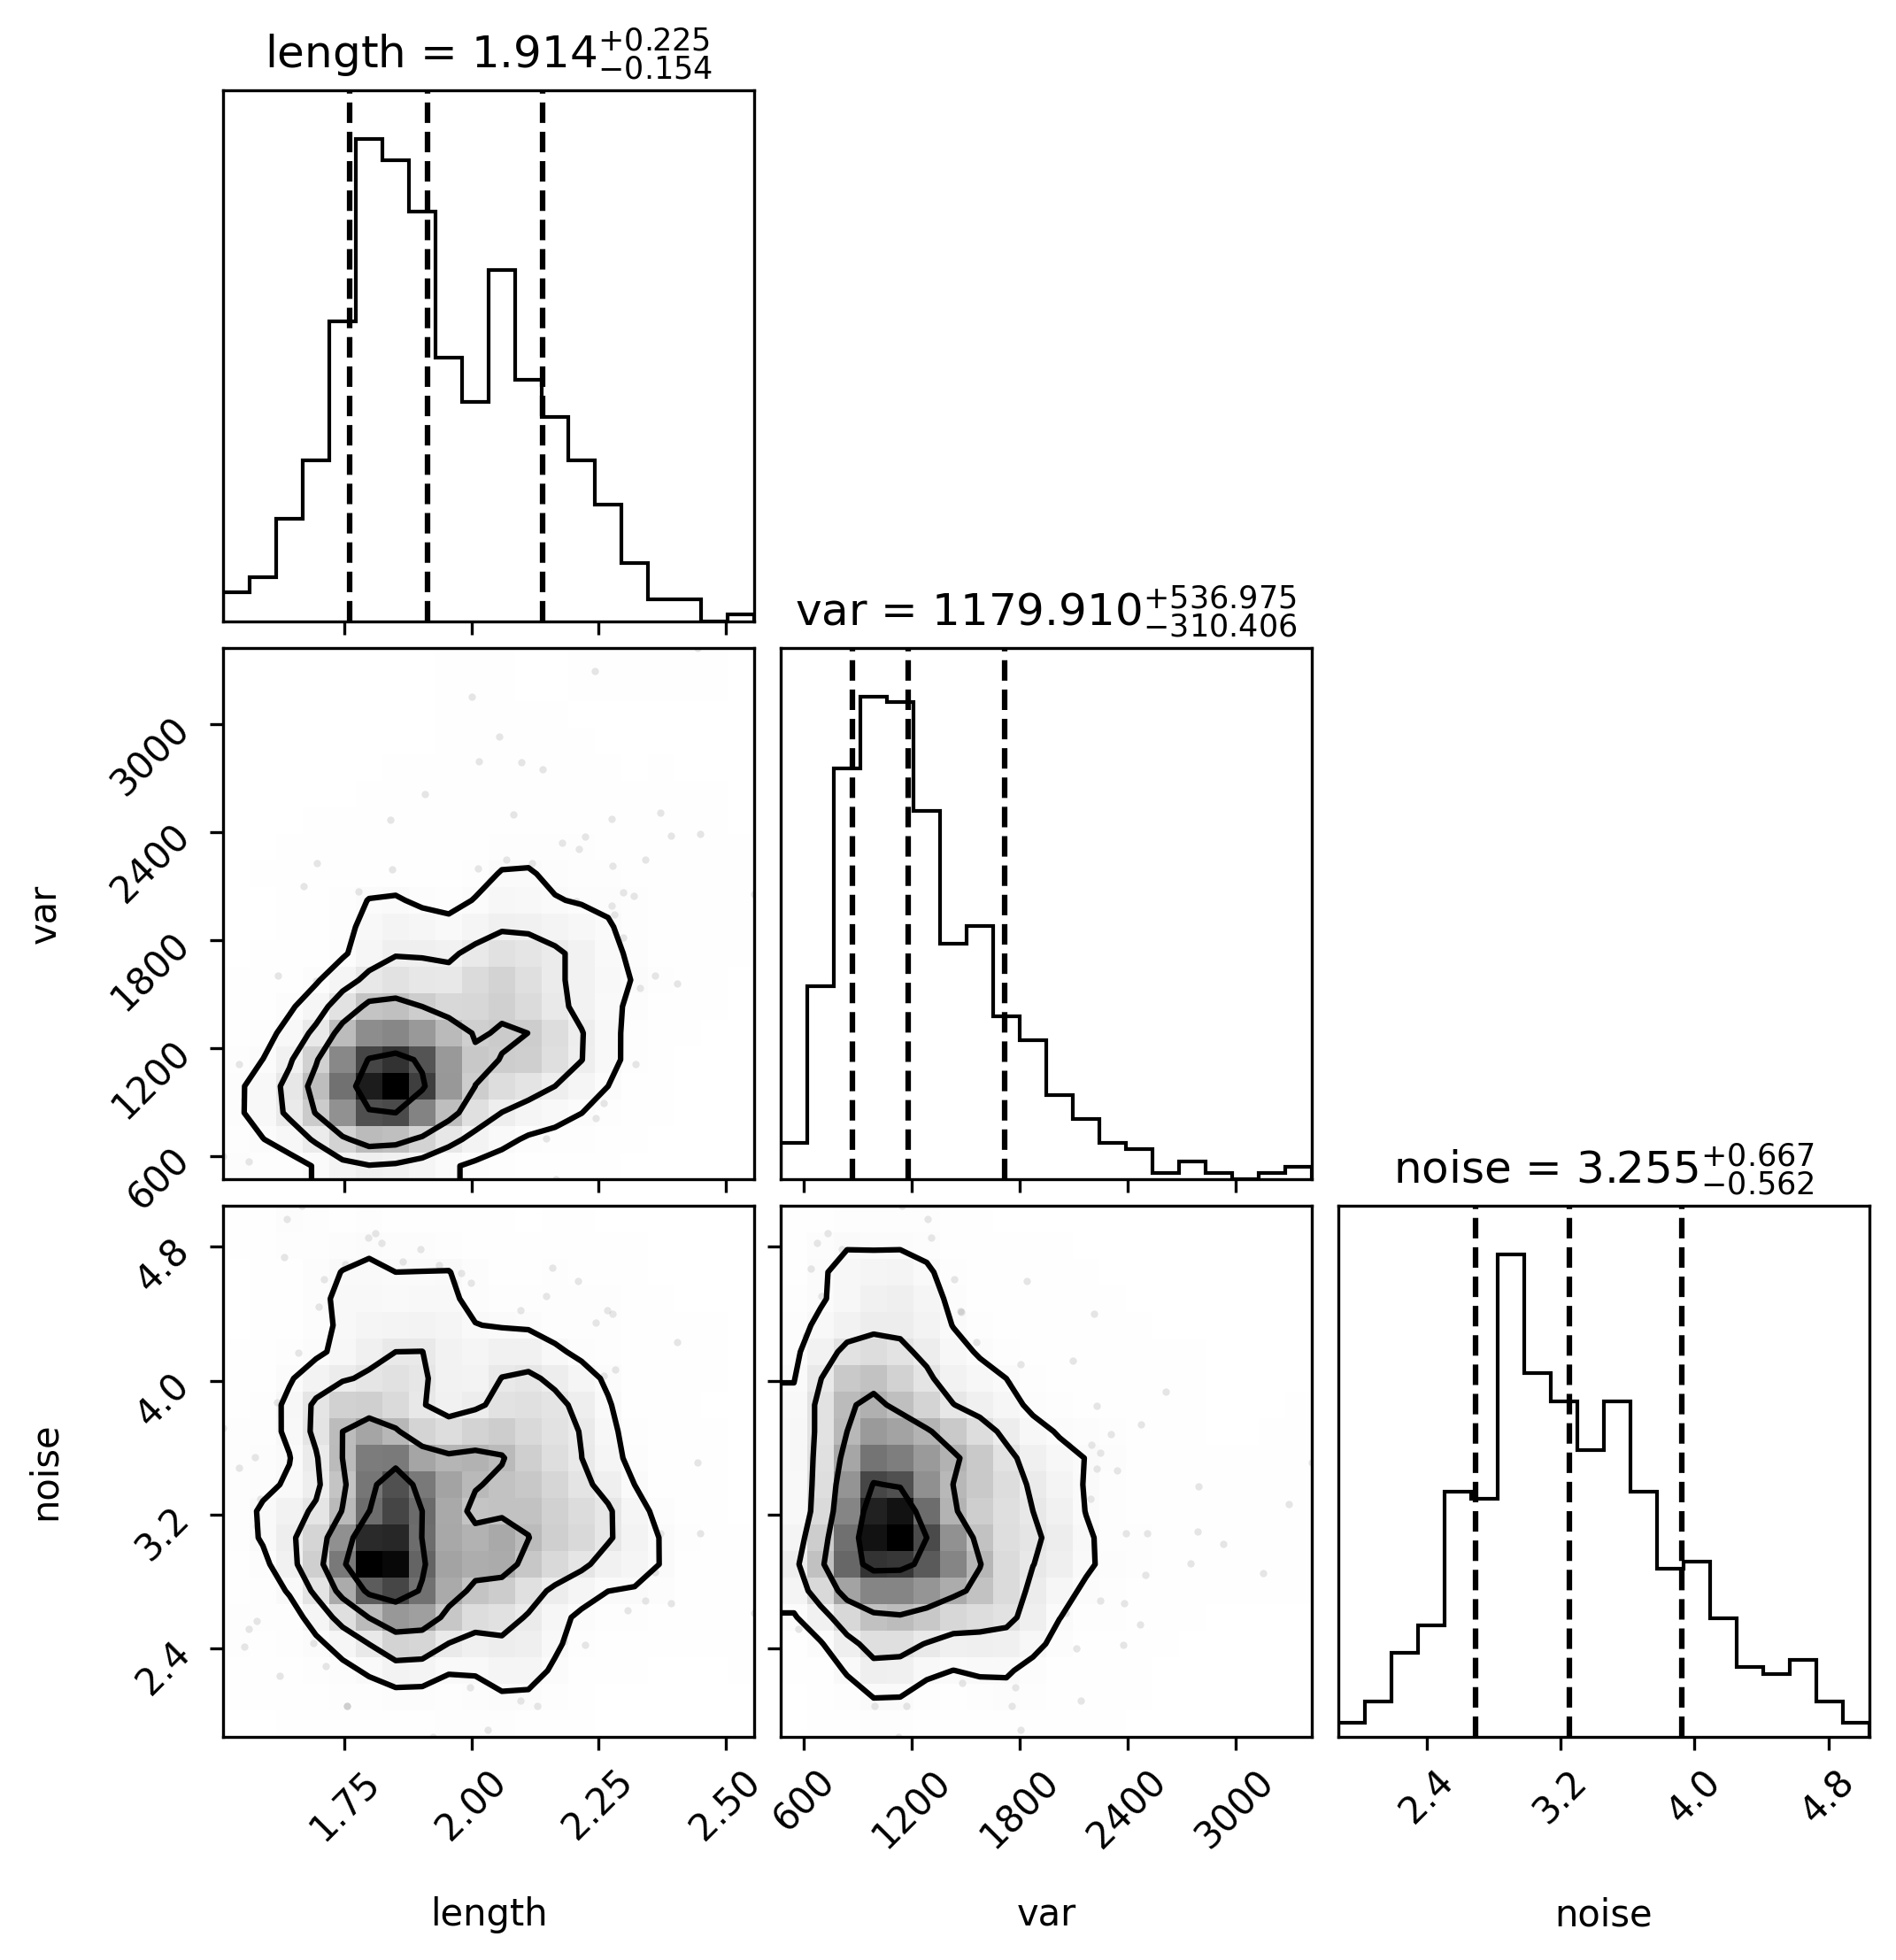 length = 1.914 +0.225 −0.154
var = 1179.910 +536.975 −310.406
3000
2400
1800
1200
600
var
noise = 3.255 +0.667 −0.562
4.8
4.0
3.2
2.4
noise
1.75 2.00 2.25 2.50 600 1200 1800 2400 3000 2.4 3.2 4.0 4.8
length var noise